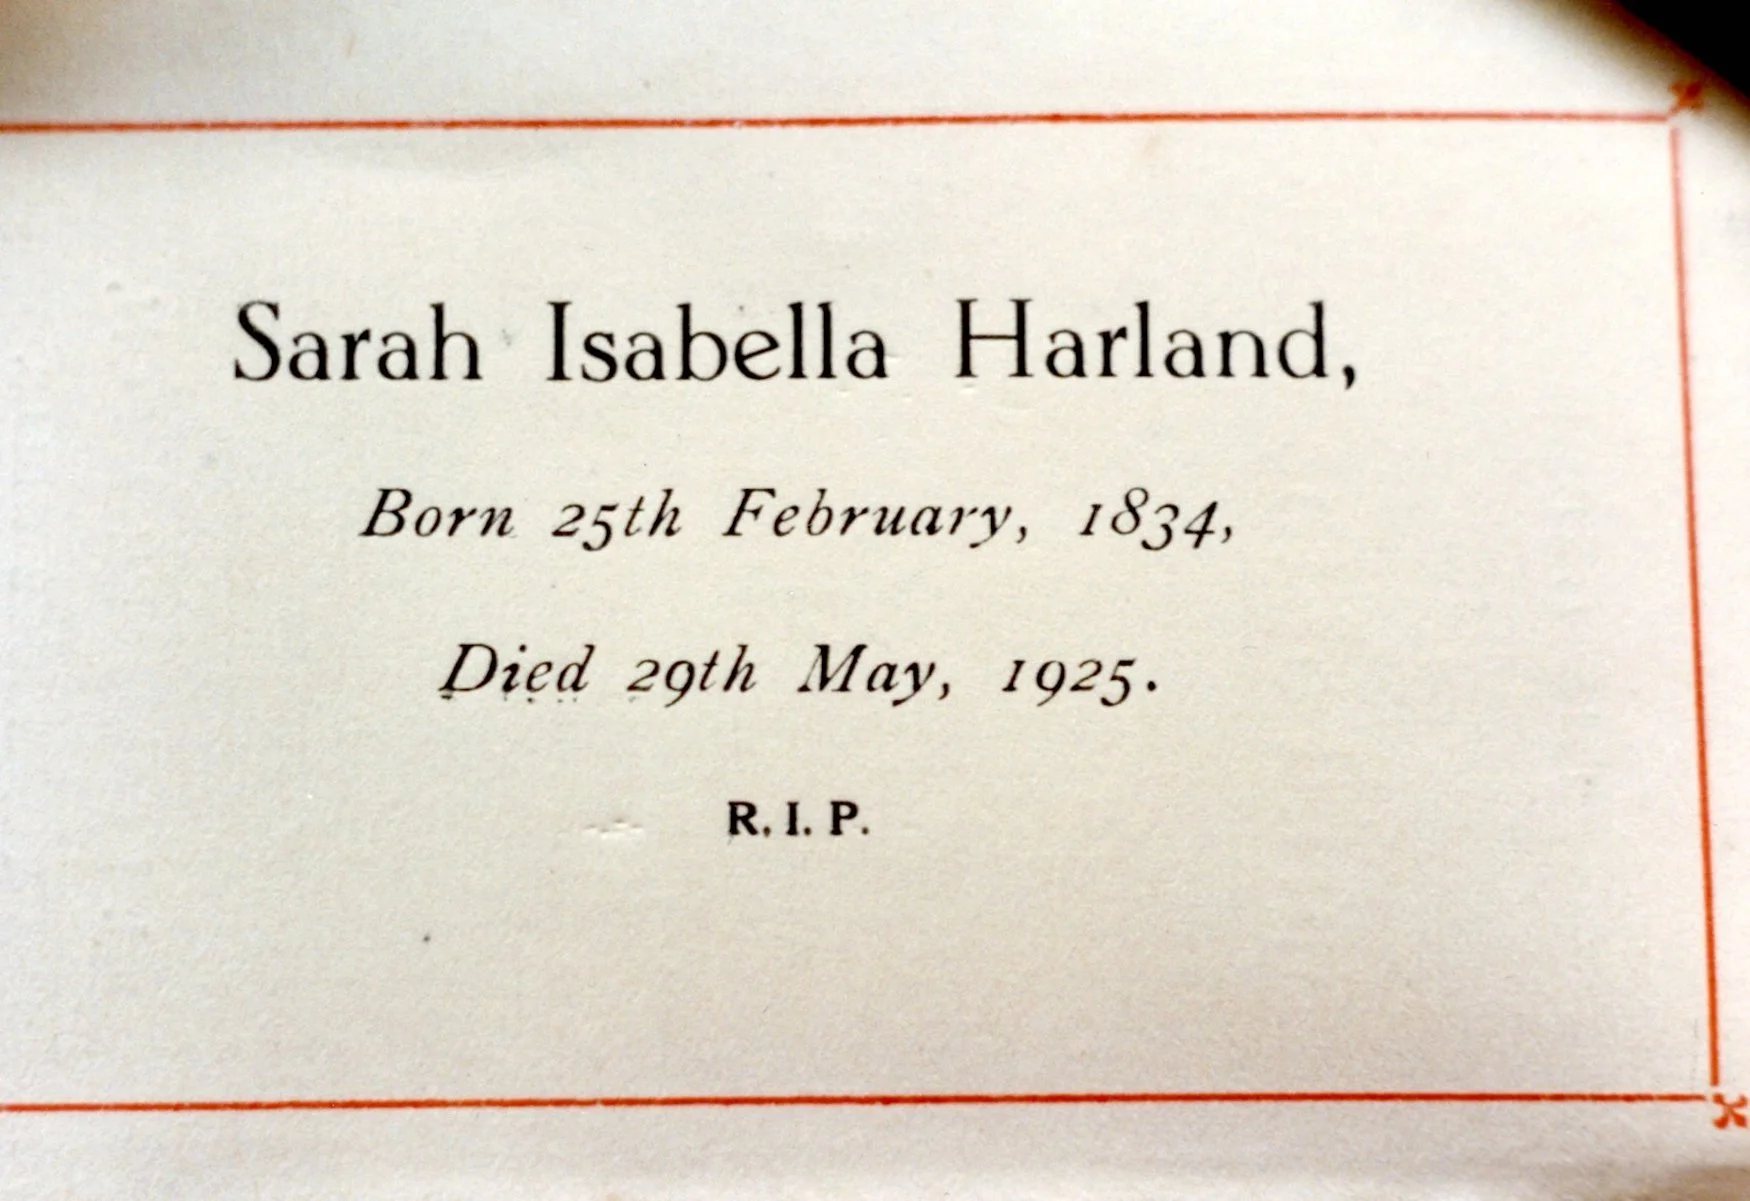 Sarah Isabella Harland,
Born 25th February, 1834,
Died 29th May, 1925.
R. I. P.